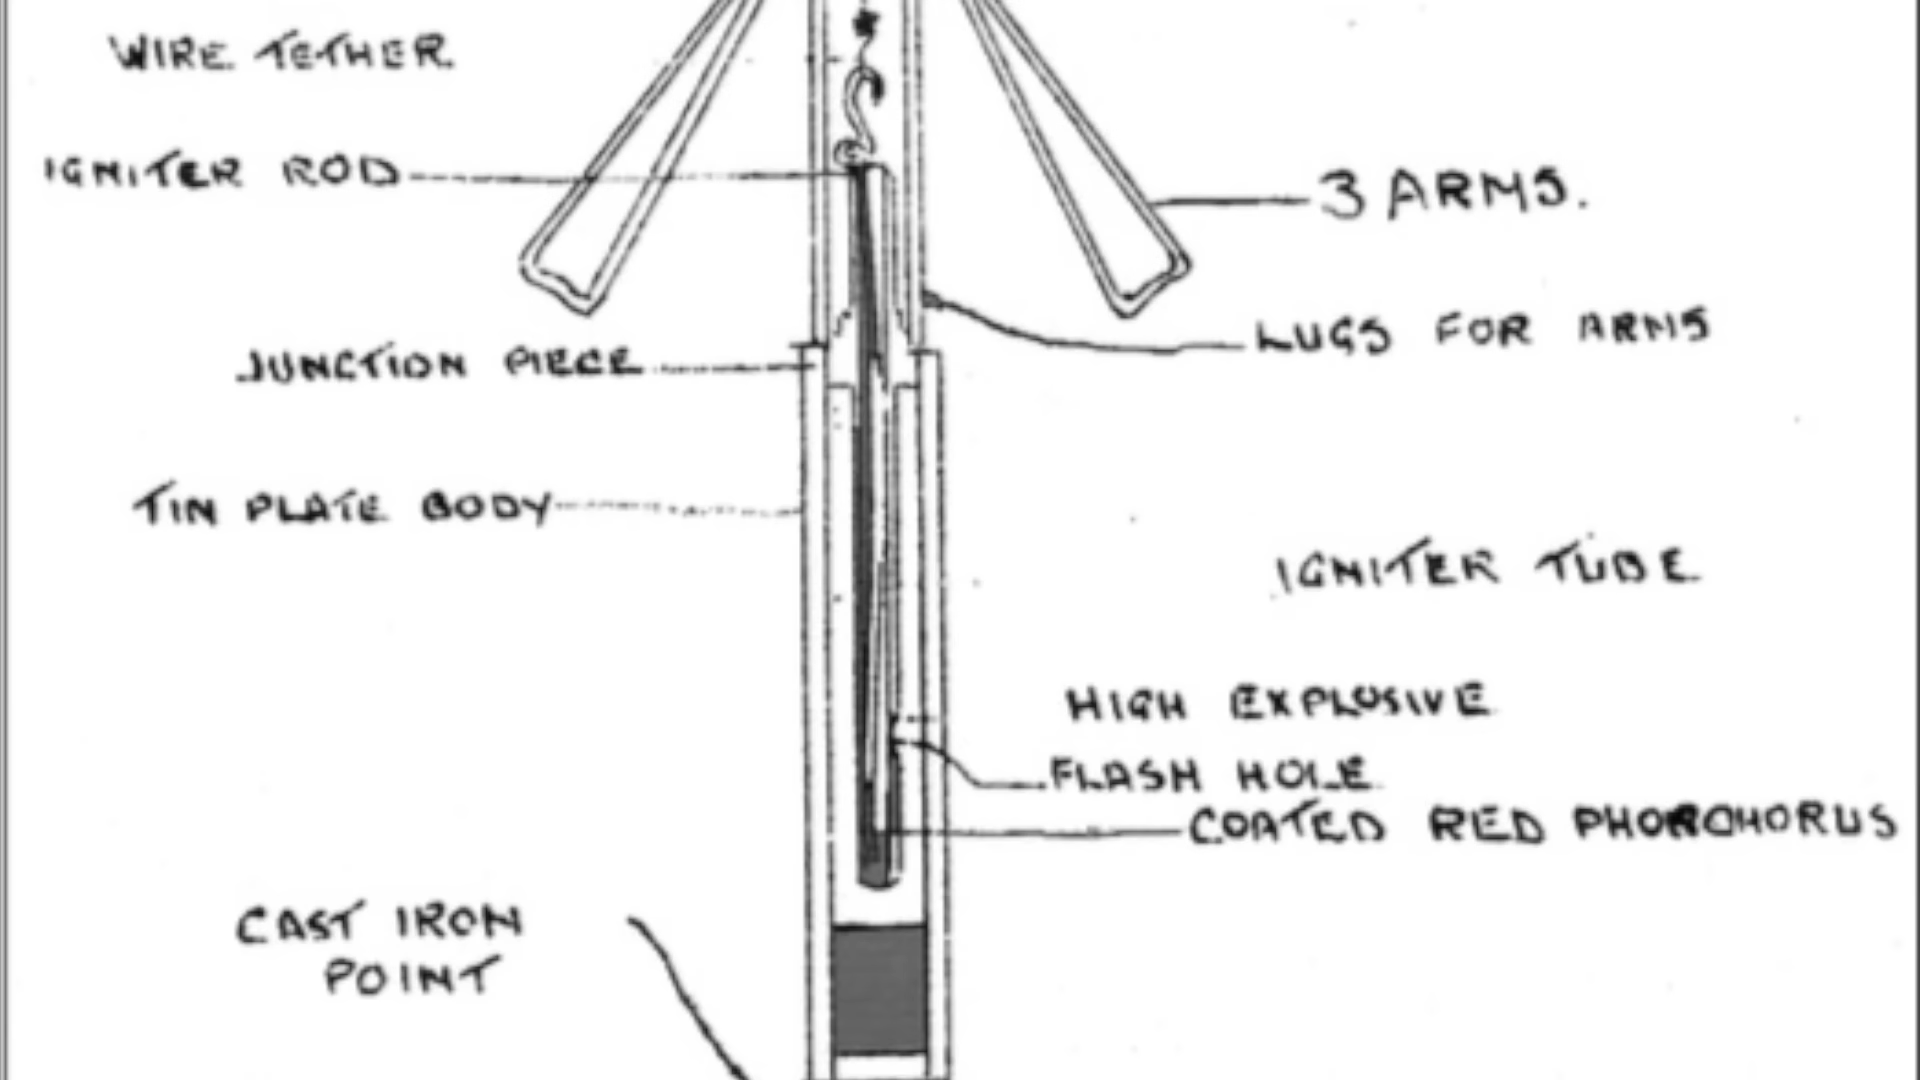 WIRE TETHER
IGNITER ROD
3 ARMS.
LUGS FOR ARMS
JUNCTION PIECE
TIN PLATE BODY
IGNITER TUBE
HIGH EXPLOSIVE
FLASH HOLE
COATED RED PHORCHORUS
CAST IRON
POINT